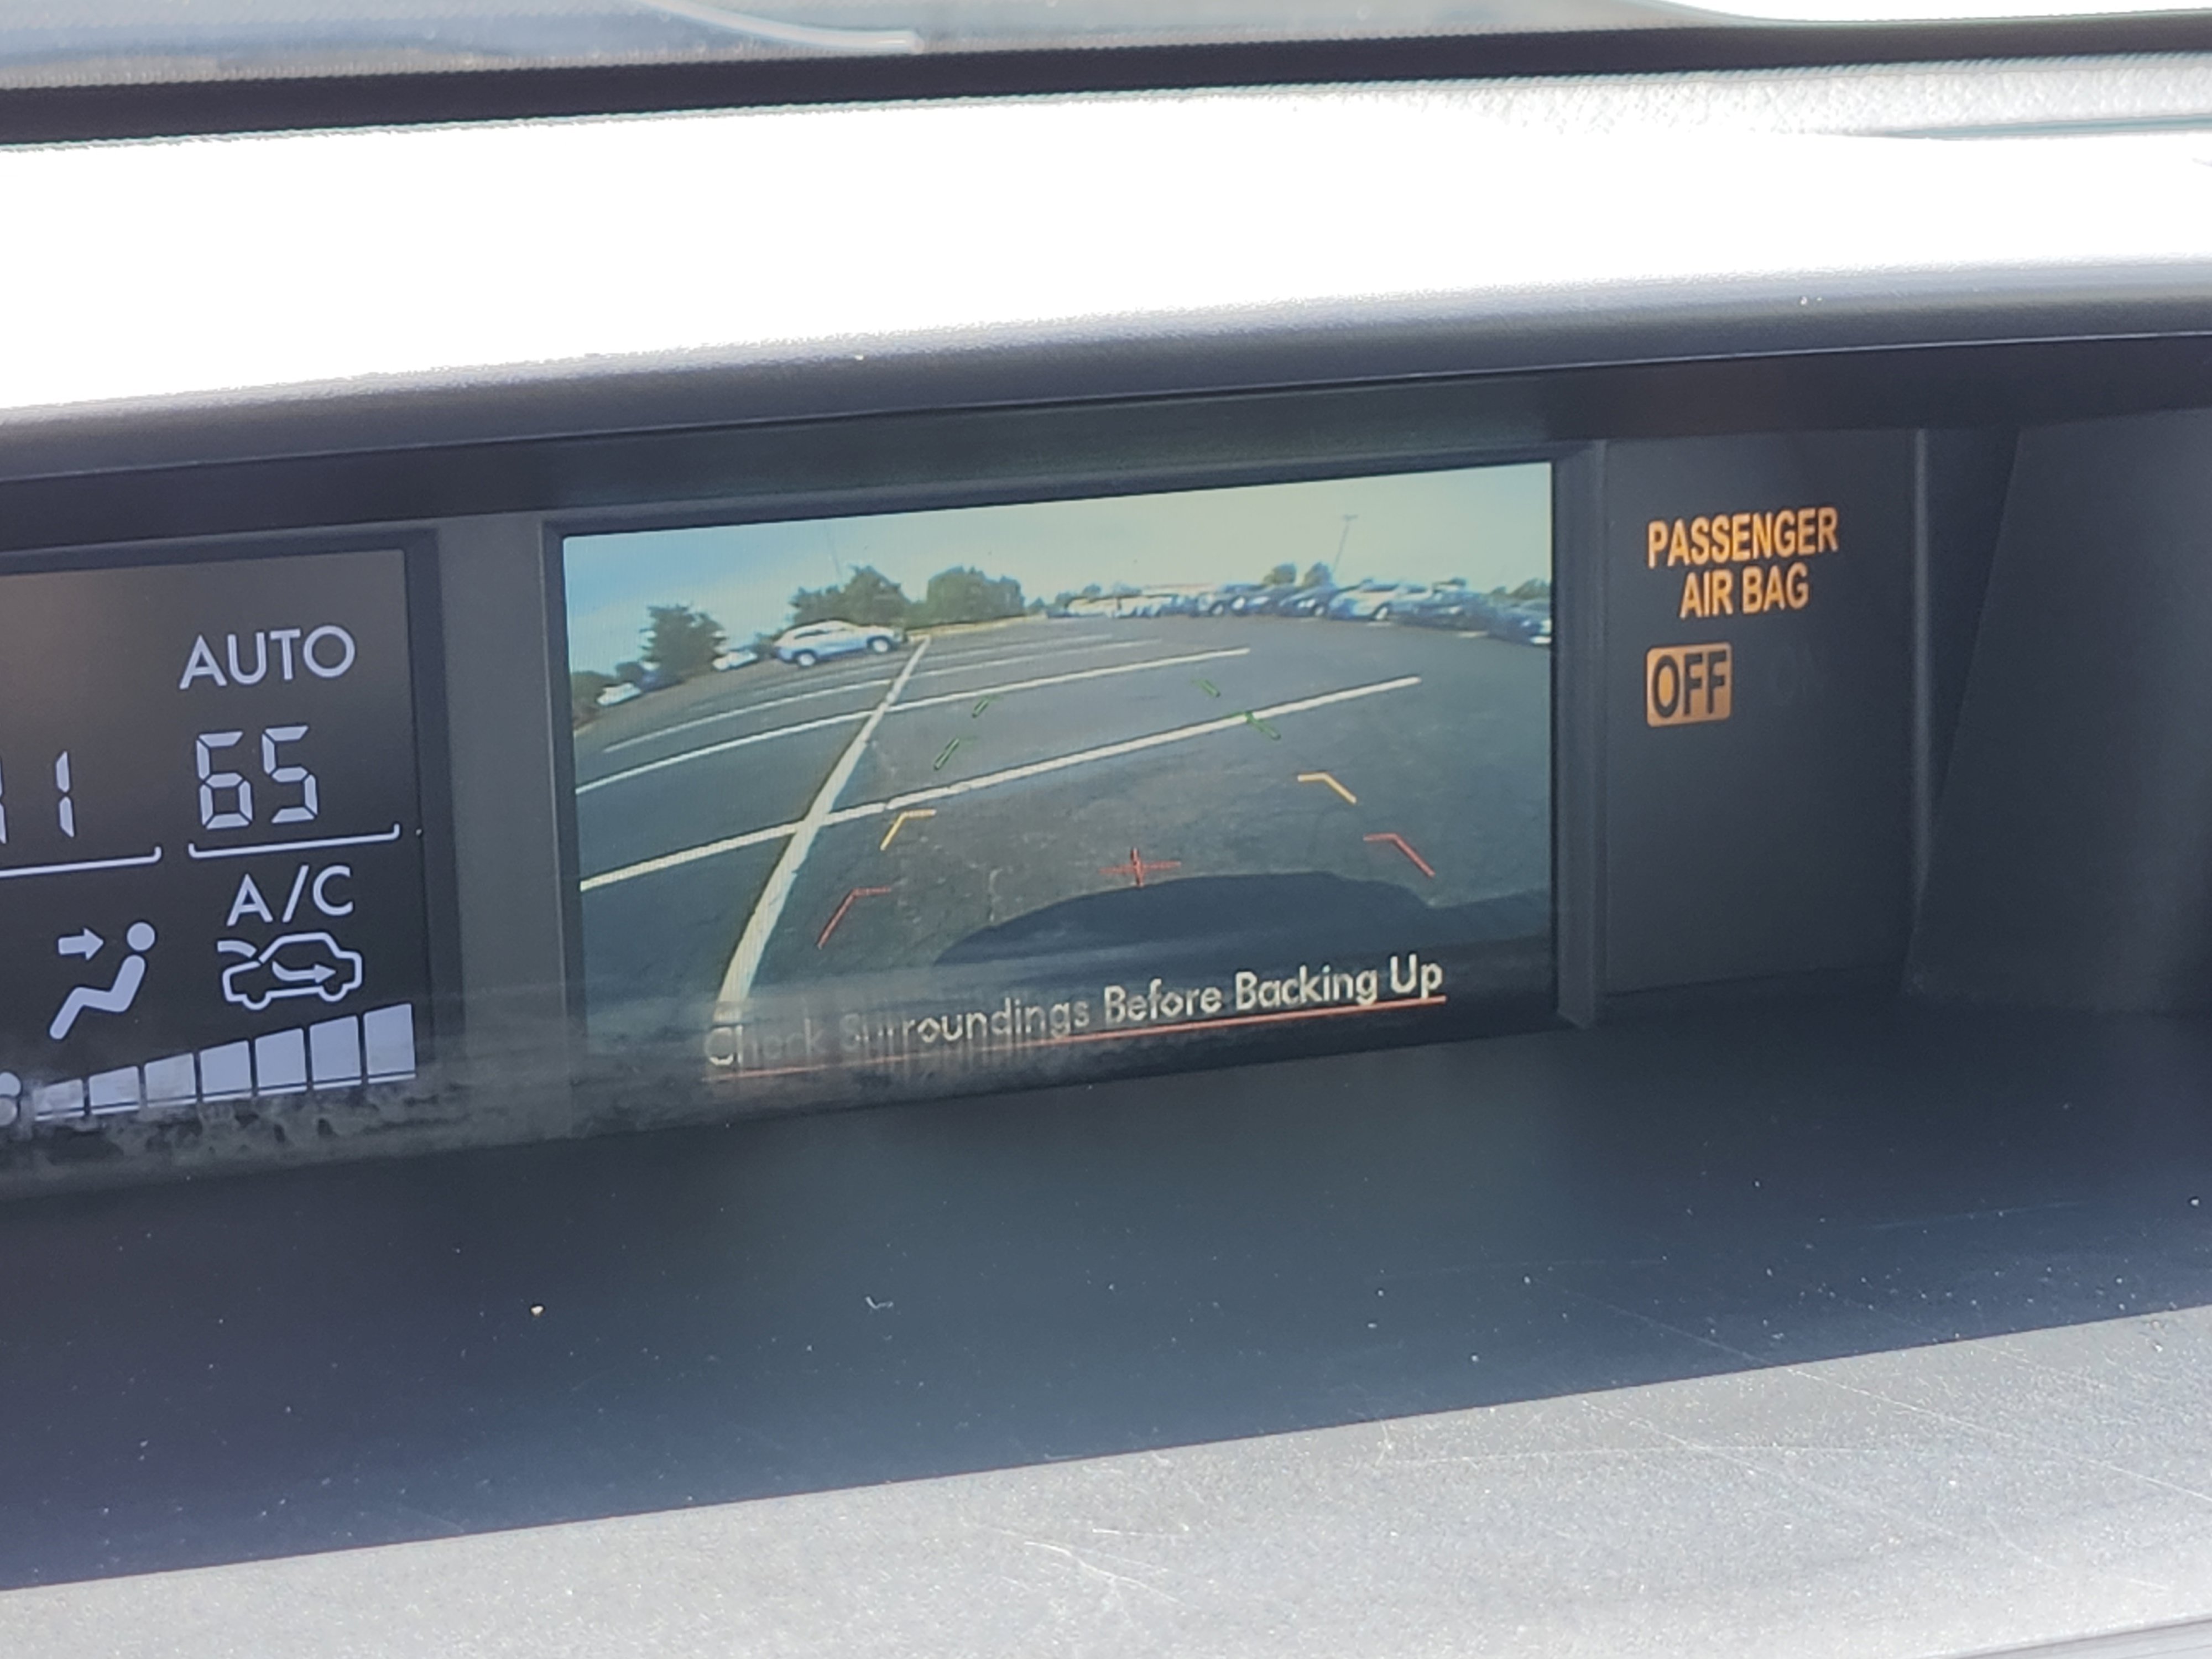 AUTO
65
A/C
Check Surroundings Before Backing Up
PASSENGER
AIR BAG
OFF